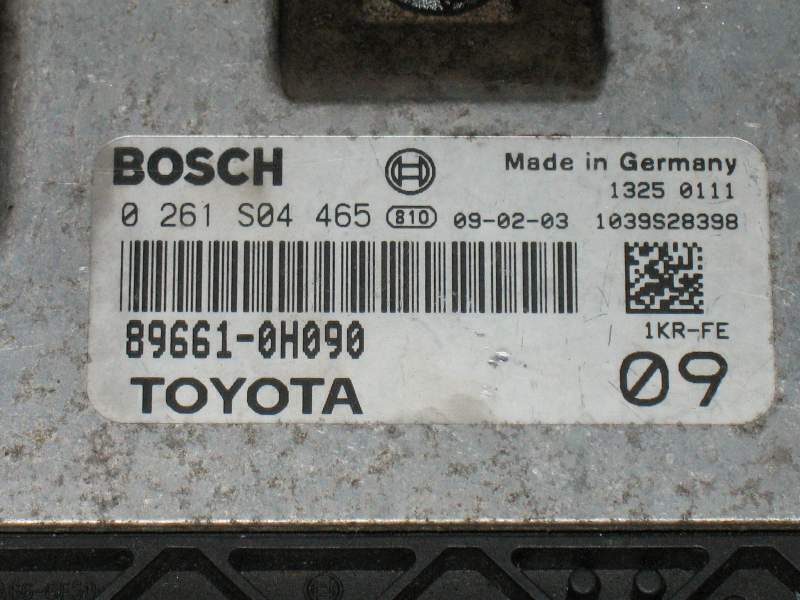 BOSCH
Made in Germany
1325 0111
0 261 S04 465 810 09-02-03 1039S28398
89661-0H090
1KR-FE
TOYOTA
09